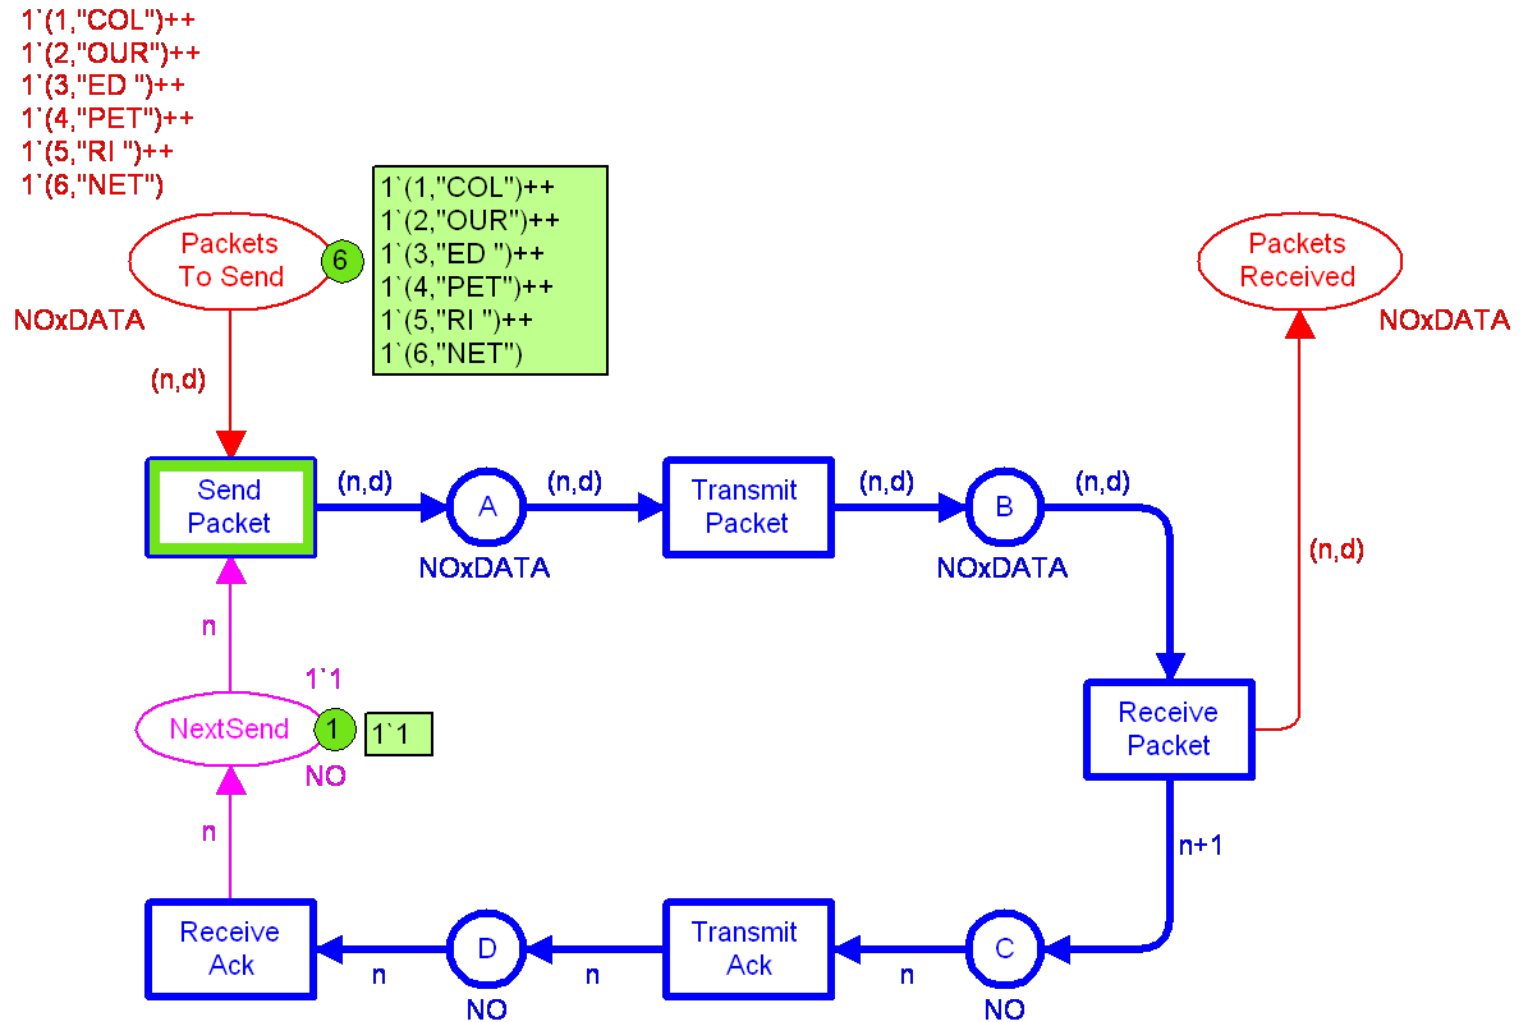 1`(1,"COL")++
1`(2,"OUR")++
1`(3,"ED ")++
1`(4,"PET")++
1`(5,"RI ")++
1`(6,"NET")
Packets
To Send
6
1`(1,"COL")++
1`(2,"OUR")++
1`(3,"ED ")++
1`(4,"PET")++
1`(5,"RI ")++
1`(6,"NET")
NOxDATA
Packets
Received
NOxDATA
(n,d)
Send
Packet
(n,d)
A
NOxDATA
(n,d)
Transmit
Packet
(n,d)
B
NOxDATA
(n,d)
(n,d)
n
1`1
NextSend
1
1`1
NO
Receive
Packet
n
n+1
Receive
Ack
n
D
NO
n
Transmit
Ack
n
C
NO